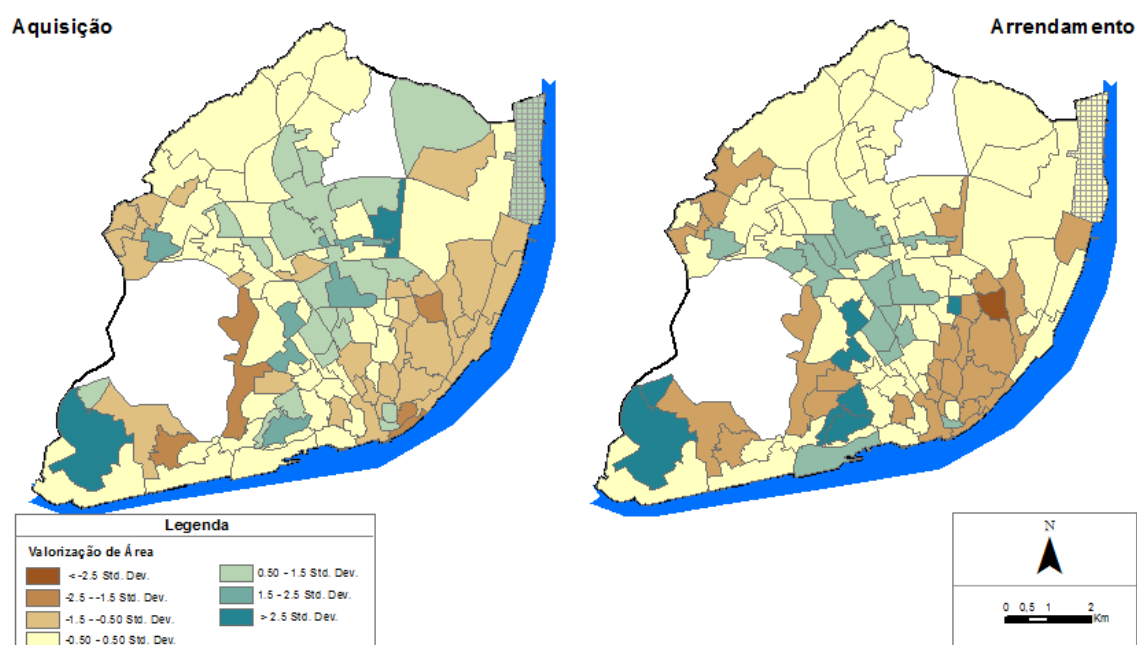 Aquisição
Arrendamento
Legenda
Valorização de Área
< -2.5 Std. Dev.
-2.5 - -1.5 Std. Dev.
-1.5 - -0.50 Std. Dev.
-0.50 - 0.50 Std. Dev.
0.50 - 1.5 Std. Dev.
1.5 - 2.5 Std. Dev.
> 2.5 Std. Dev.
N
0 0,5 1 2
Km